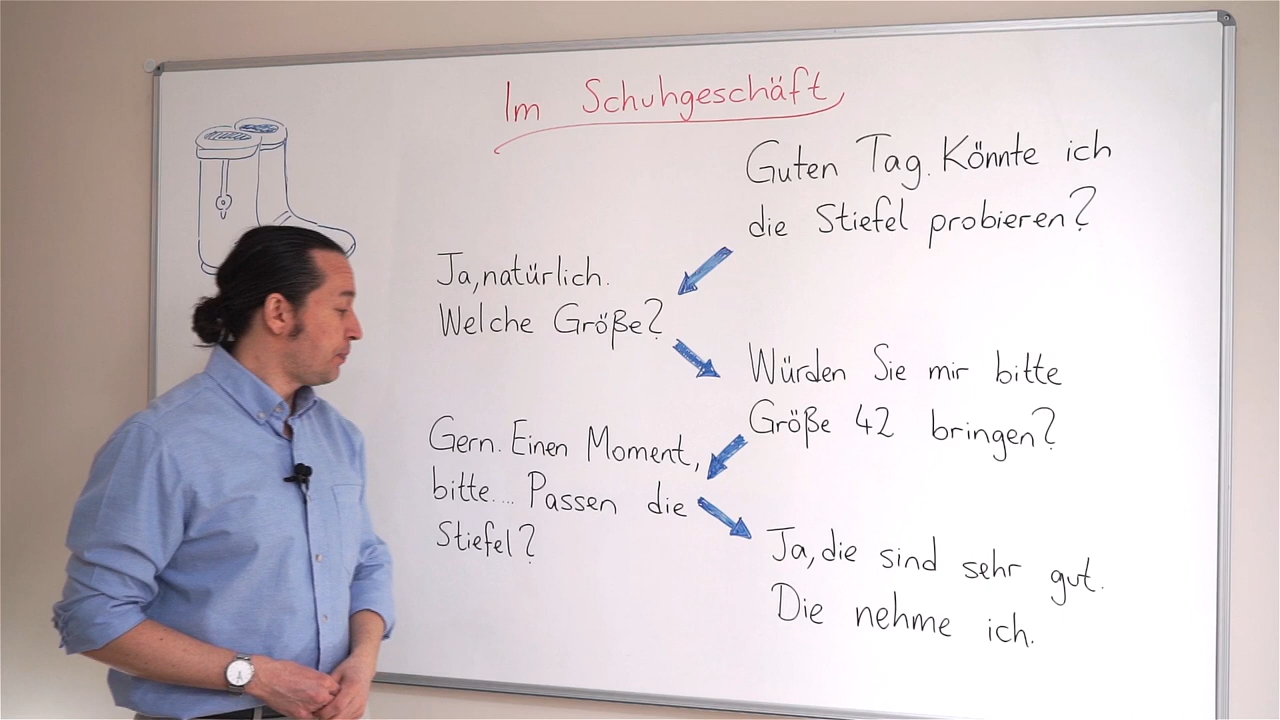 Im Schuhgeschäft
Guten Tag. Könnte ich
die Stiefel probieren?
Ja, natürlich.
Welche Größe?
Würden Sie mir bitte
Größe 42 bringen?
Gern. Einen Moment,
bitte.... Passen die
Stiefel?
Ja, die sind sehr gut.
Die nehme ich.